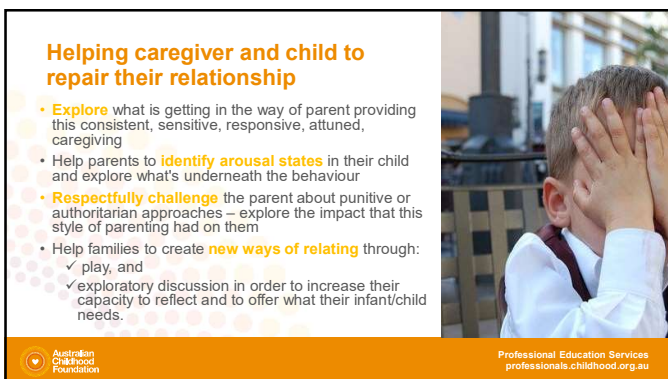 Helping caregiver and child to
repair their relationship
• Explore what is getting in the way of parent providing
this consistent, sensitive, responsive, attuned,
caregiving
• Help parents to identify arousal states in their child
and explore what's underneath the behaviour
• Respectfully challenge the parent about punitive or
authoritarian approaches – explore the impact that this
style of parenting had on them
• Help families to create new ways of relating through:
✓ play, and
✓ exploratory discussion in order to increase their
capacity to reflect and to offer what their infant/child
needs.
Australian
Childhood
Foundation
Professional Education Services
professionals.childhood.org.au